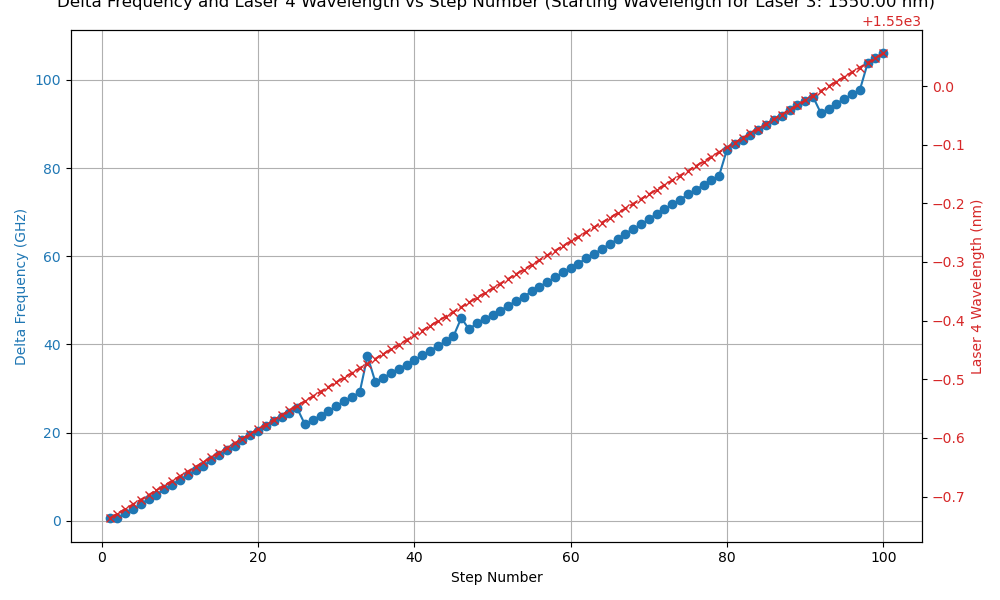 Delta Frequency and Laser 4 Wavelength vs Step Number (Starting Wavelength for Laser 3: 1550.00 nm)
+1.55e3
100
80
60
40
20
0
Delta Frequency (GHz)
0.0
−0.1
−0.2
−0.3
−0.4
−0.5
−0.6
−0.7
Laser 4 Wavelength (nm)
0 20 40 60 80 100
Step Number